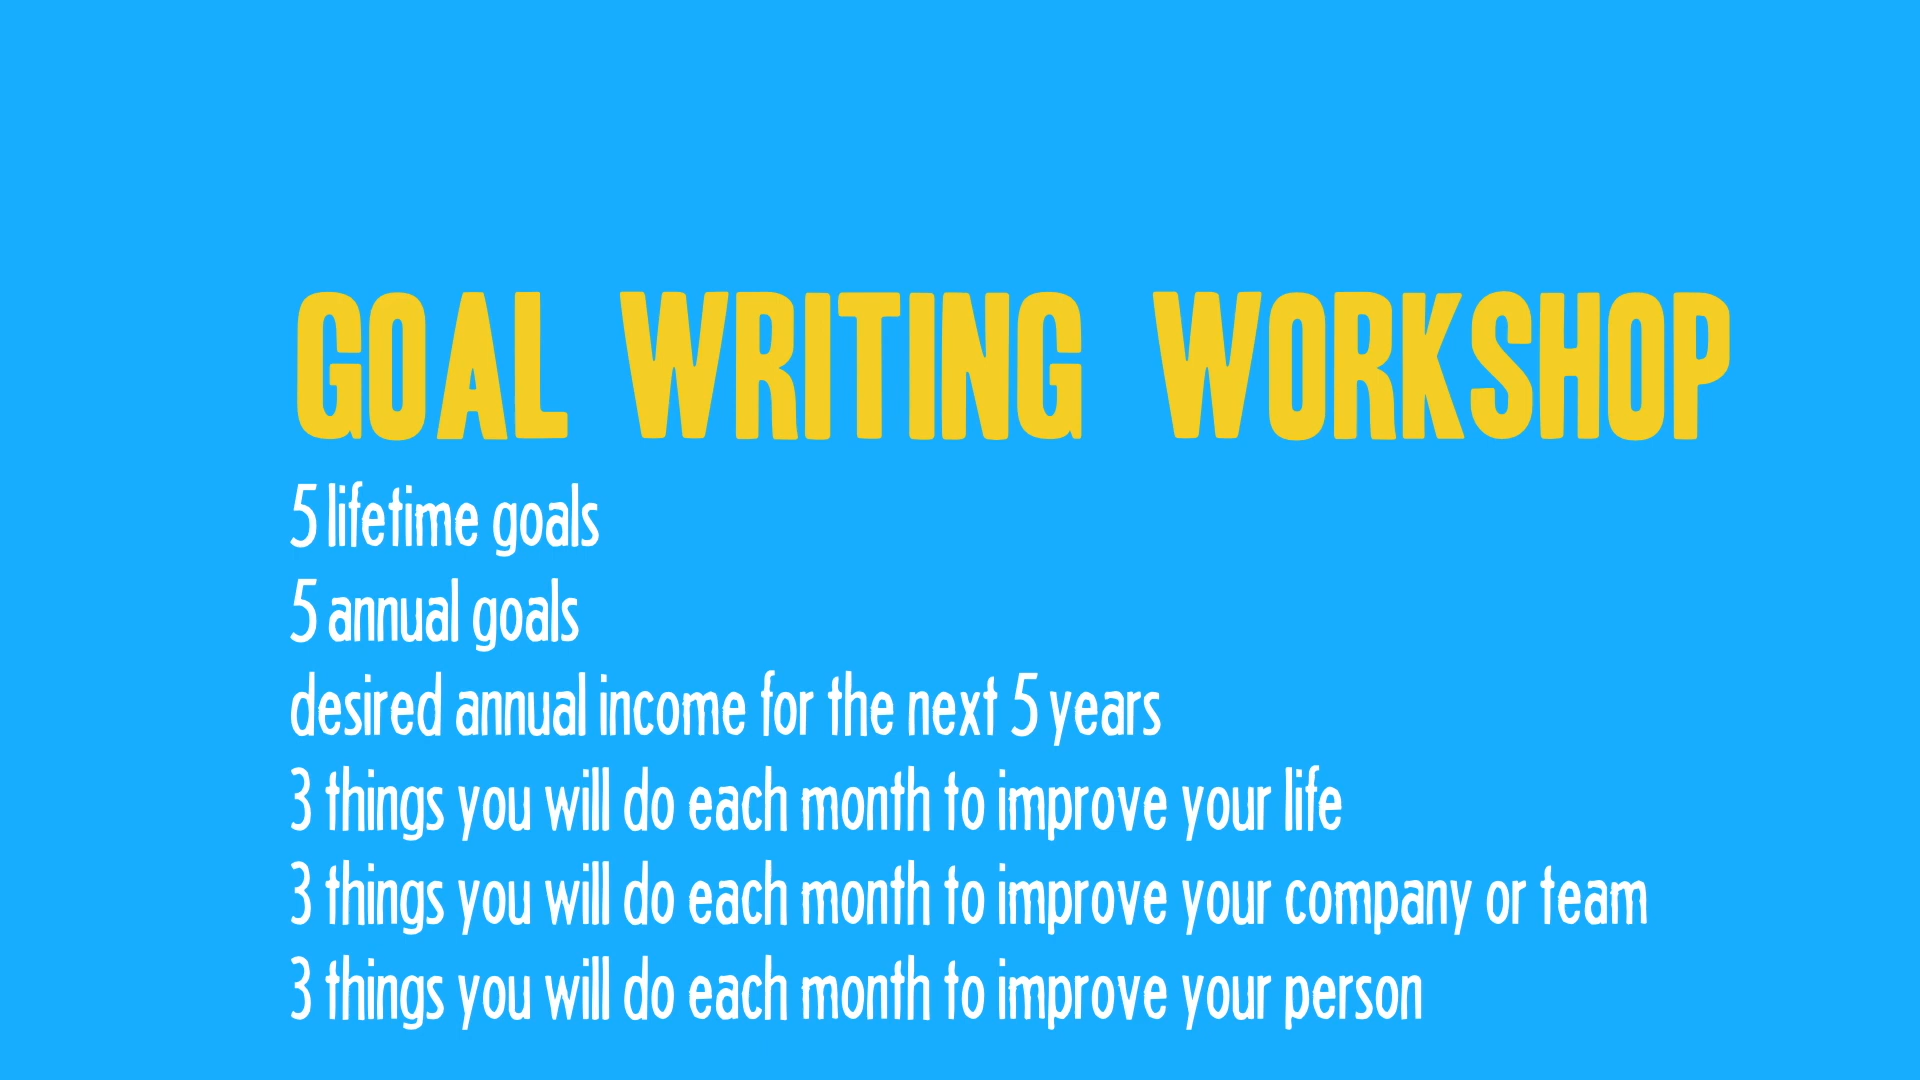 GOAL WRITING WORKSHOP
5 lifetime goals
5 annual goals
desired annual income for the next 5 years
3 things you will do each month to improve your life
3 things you will do each month to improve your company or team
3 things you will do each month to improve your person